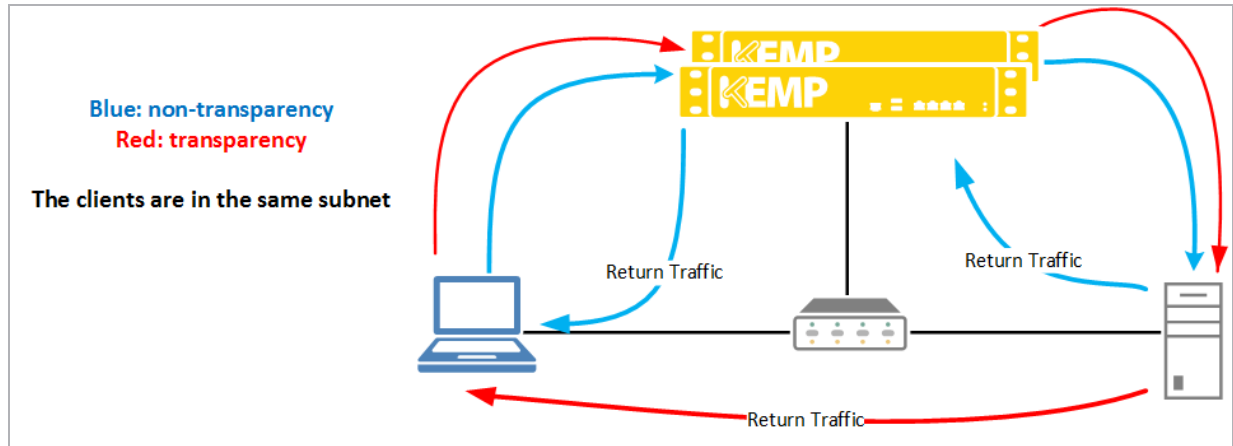 KEMP
KEMP
Blue: non-transparency
Red: transparency
The clients are in the same subnet
Return Traffic
Return Traffic
Return Traffic